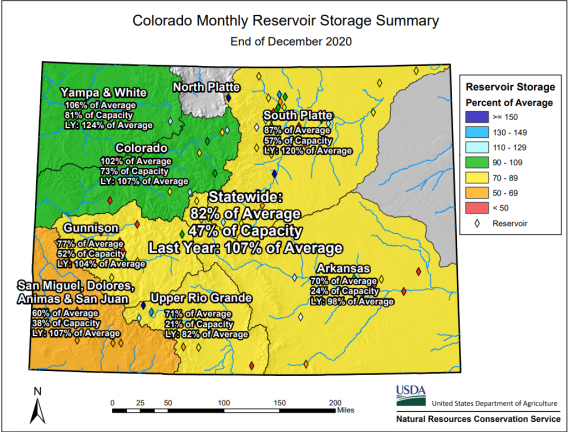 Colorado Monthly Reservoir Storage Summary
End of December 2020
Yampa & White
106% of Average
81% of Capacity
LY: 124% of Average
North Platte
South Platte
87% of Average
57% of Capacity
LY: 120% of Average
Colorado
102% of Average
73% of Capacity
LY: 107% of Average
Statewide:
82% of Average
47% of Capacity
Last Year: 107% of Average
Gunnison
77% of Average
52% of Capacity
LY: 104% of Average
Arkansas
70% of Average
24% of Capacity
LY: 98% of Average
San Miguel, Dolores,
Animas & San Juan
60% of Average
38% of Capacity
LY: 107% of Average
Upper Rio Grande
71% of Average
21% of Capacity
LY: 82% of Average
Reservoir Storage
Percent of Average
>= 150
130 - 149
110 - 129
90 - 109
70 - 89
50 - 69
< 50
Reservoir
N
0 25 50 100 150 200
Miles
USDA
United States Department of Agriculture
Natural Resources Conservation Service